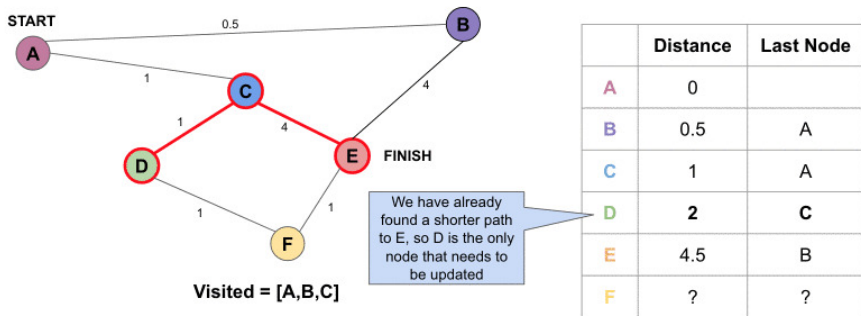 START
A
0.5
B
1
C
4
1
4
D
E
FINISH
1
1
F
Visited = [A,B,C]
We have already
found a shorter path
to E, so D is the only
node that needs to
be updated
Distance Last Node
A 0
B 0.5 A
C 1 A
D 2 C
E 4.5 B
F ? ?